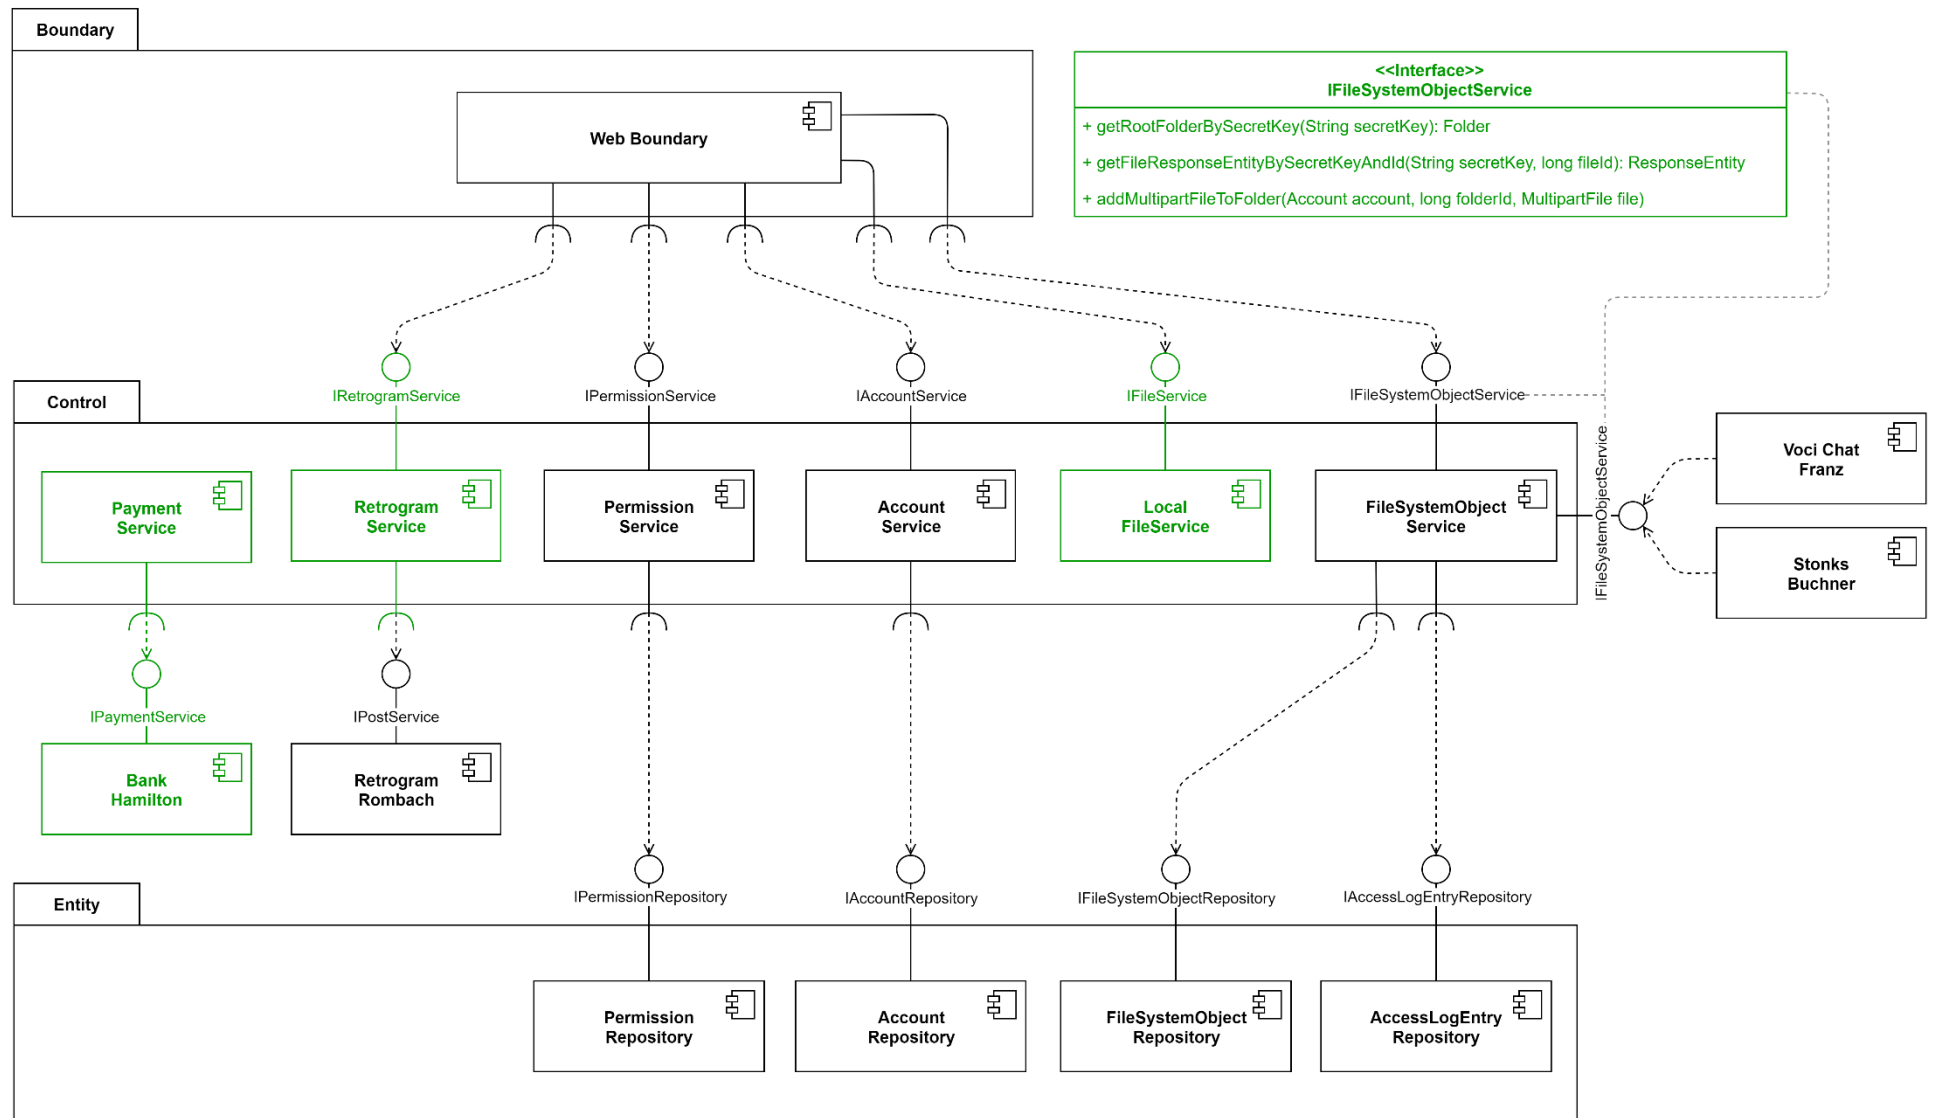 Boundary
Web Boundary
<<Interface>>
IFileSystemObjectService
+ getRootFolderBySecretKey(String secretKey): Folder
+ getFileResponseEntityBySecretKeyAndId(String secretKey, long fileId): ResponseEntity
+ addMultipartFileToFolder(Account account, long folderId, MultipartFile file)
IRetrogramService
IPermissionService
IAccountService
IFileService
IFileSystemObjectService
Control
Payment
Service
Retrogram
Service
Permission
Service
Account
Service
Local
FileService
FileSystemObject
Service
IFileSystemObjectService
Voci Chat
Franz
Stonks
Buchner
IPaymentService
IPostService
Bank
Hamilton
Retrogram
Rombach
IPermissionRepository
IAccountRepository
IFileSystemObjectRepository
IAccessLogEntryRepository
Entity
Permission
Repository
Account
Repository
FileSystemObject
Repository
AccessLogEntry
Repository